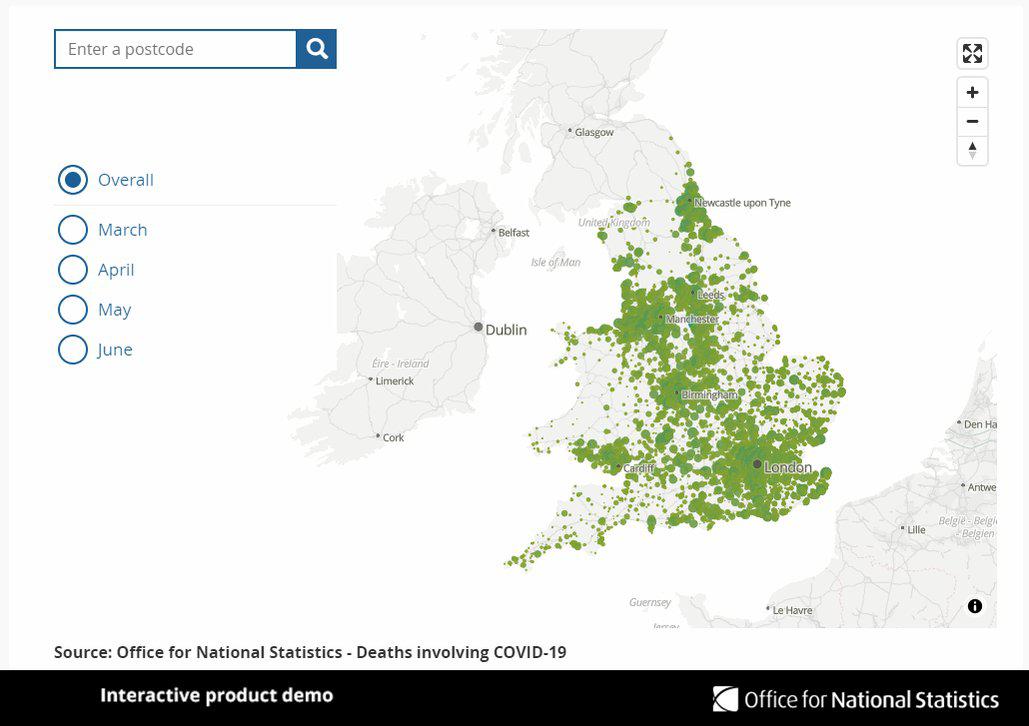 Enter a postcode
Overall
March
April
May
June
Glasgow
Newcastle upon Tyne
United Kingdom
Belfast
Isle of Man
Leeds
Manchester
Dublin
Éire - Ireland
Limerick
Birmingham
Cork
Den Ha
Cardiff
London
Antwe
België - Belgi
- Belgien
Lille
Guernsey
Le Havre
Jersey
Source: Office for National Statistics - Deaths involving COVID-19
Interactive product demo
Office for National Statistics